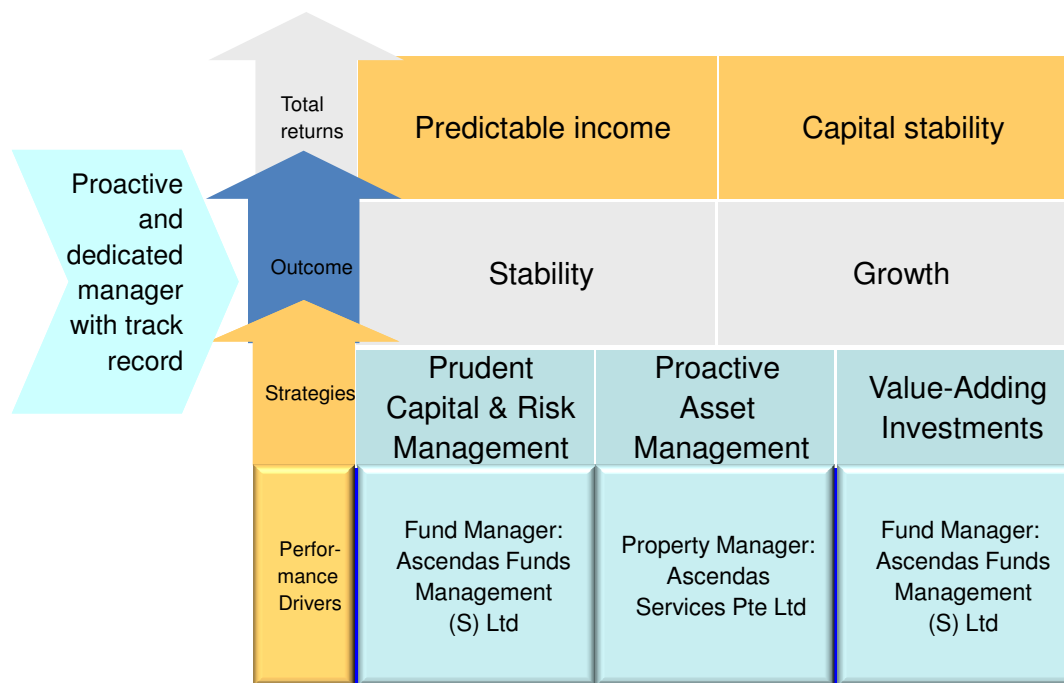 Total
returns
Predictable income
Capital stability
Proactive
and
dedicated
manager
with track
record
Outcome
Stability
Growth
Strategies
Prudent
Capital & Risk
Management
Proactive
Asset
Management
Value-Adding
Investments
Perfor-
mance
Drivers
Fund Manager:
Ascendas Funds
Management
(S) Ltd
Property Manager:
Ascendas
Services Pte Ltd
Fund Manager:
Ascendas Funds
Management
(S) Ltd